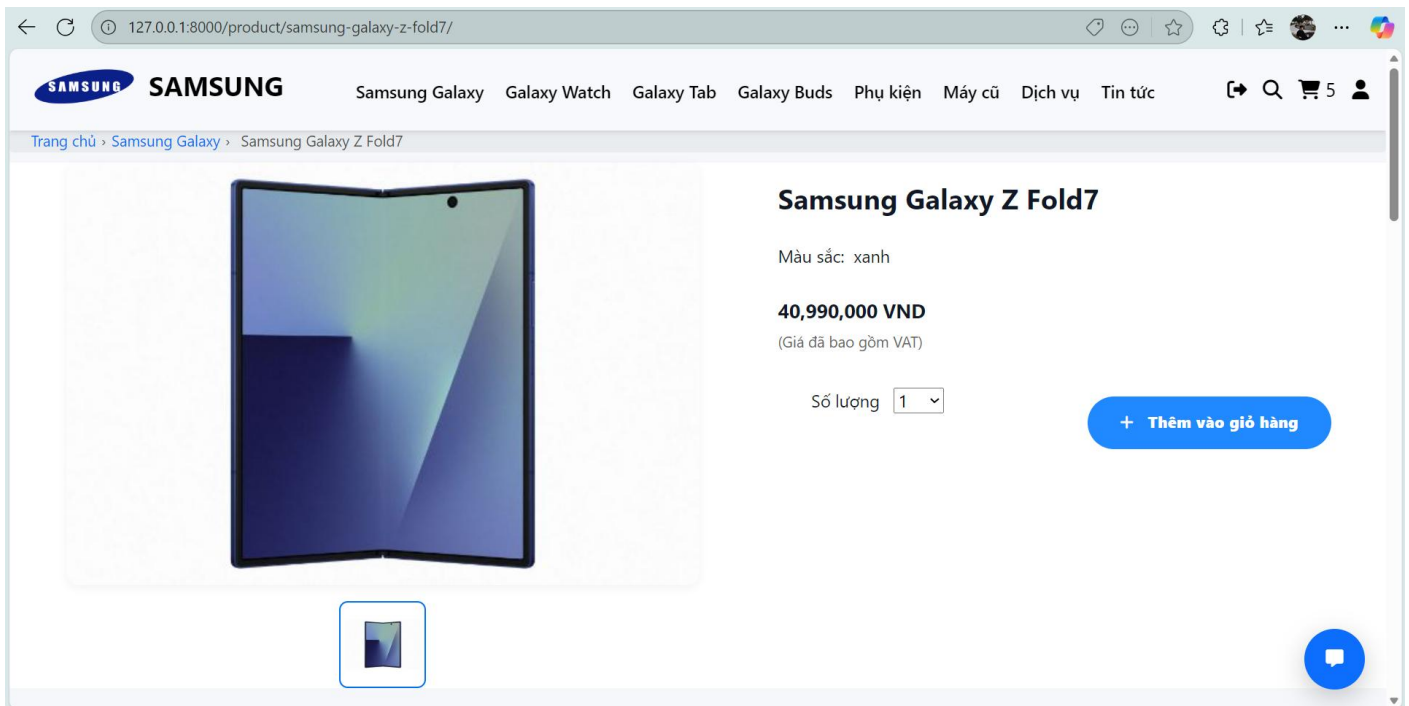 127.0.0.1:8000/product/samsung-galaxy-z-fold7/
SAMSUNG SAMSUNG Samsung Galaxy Galaxy Watch Galaxy Tab Galaxy Buds Phụ kiện Máy cũ Dịch vụ Tin tức 5
Trang chủ › Samsung Galaxy › Samsung Galaxy Z Fold7
Samsung Galaxy Z Fold7
Màu sắc: xanh
40,990,000 VND
(Giá đã bao gồm VAT)
Số lượng 1
+ Thêm vào giỏ hàng